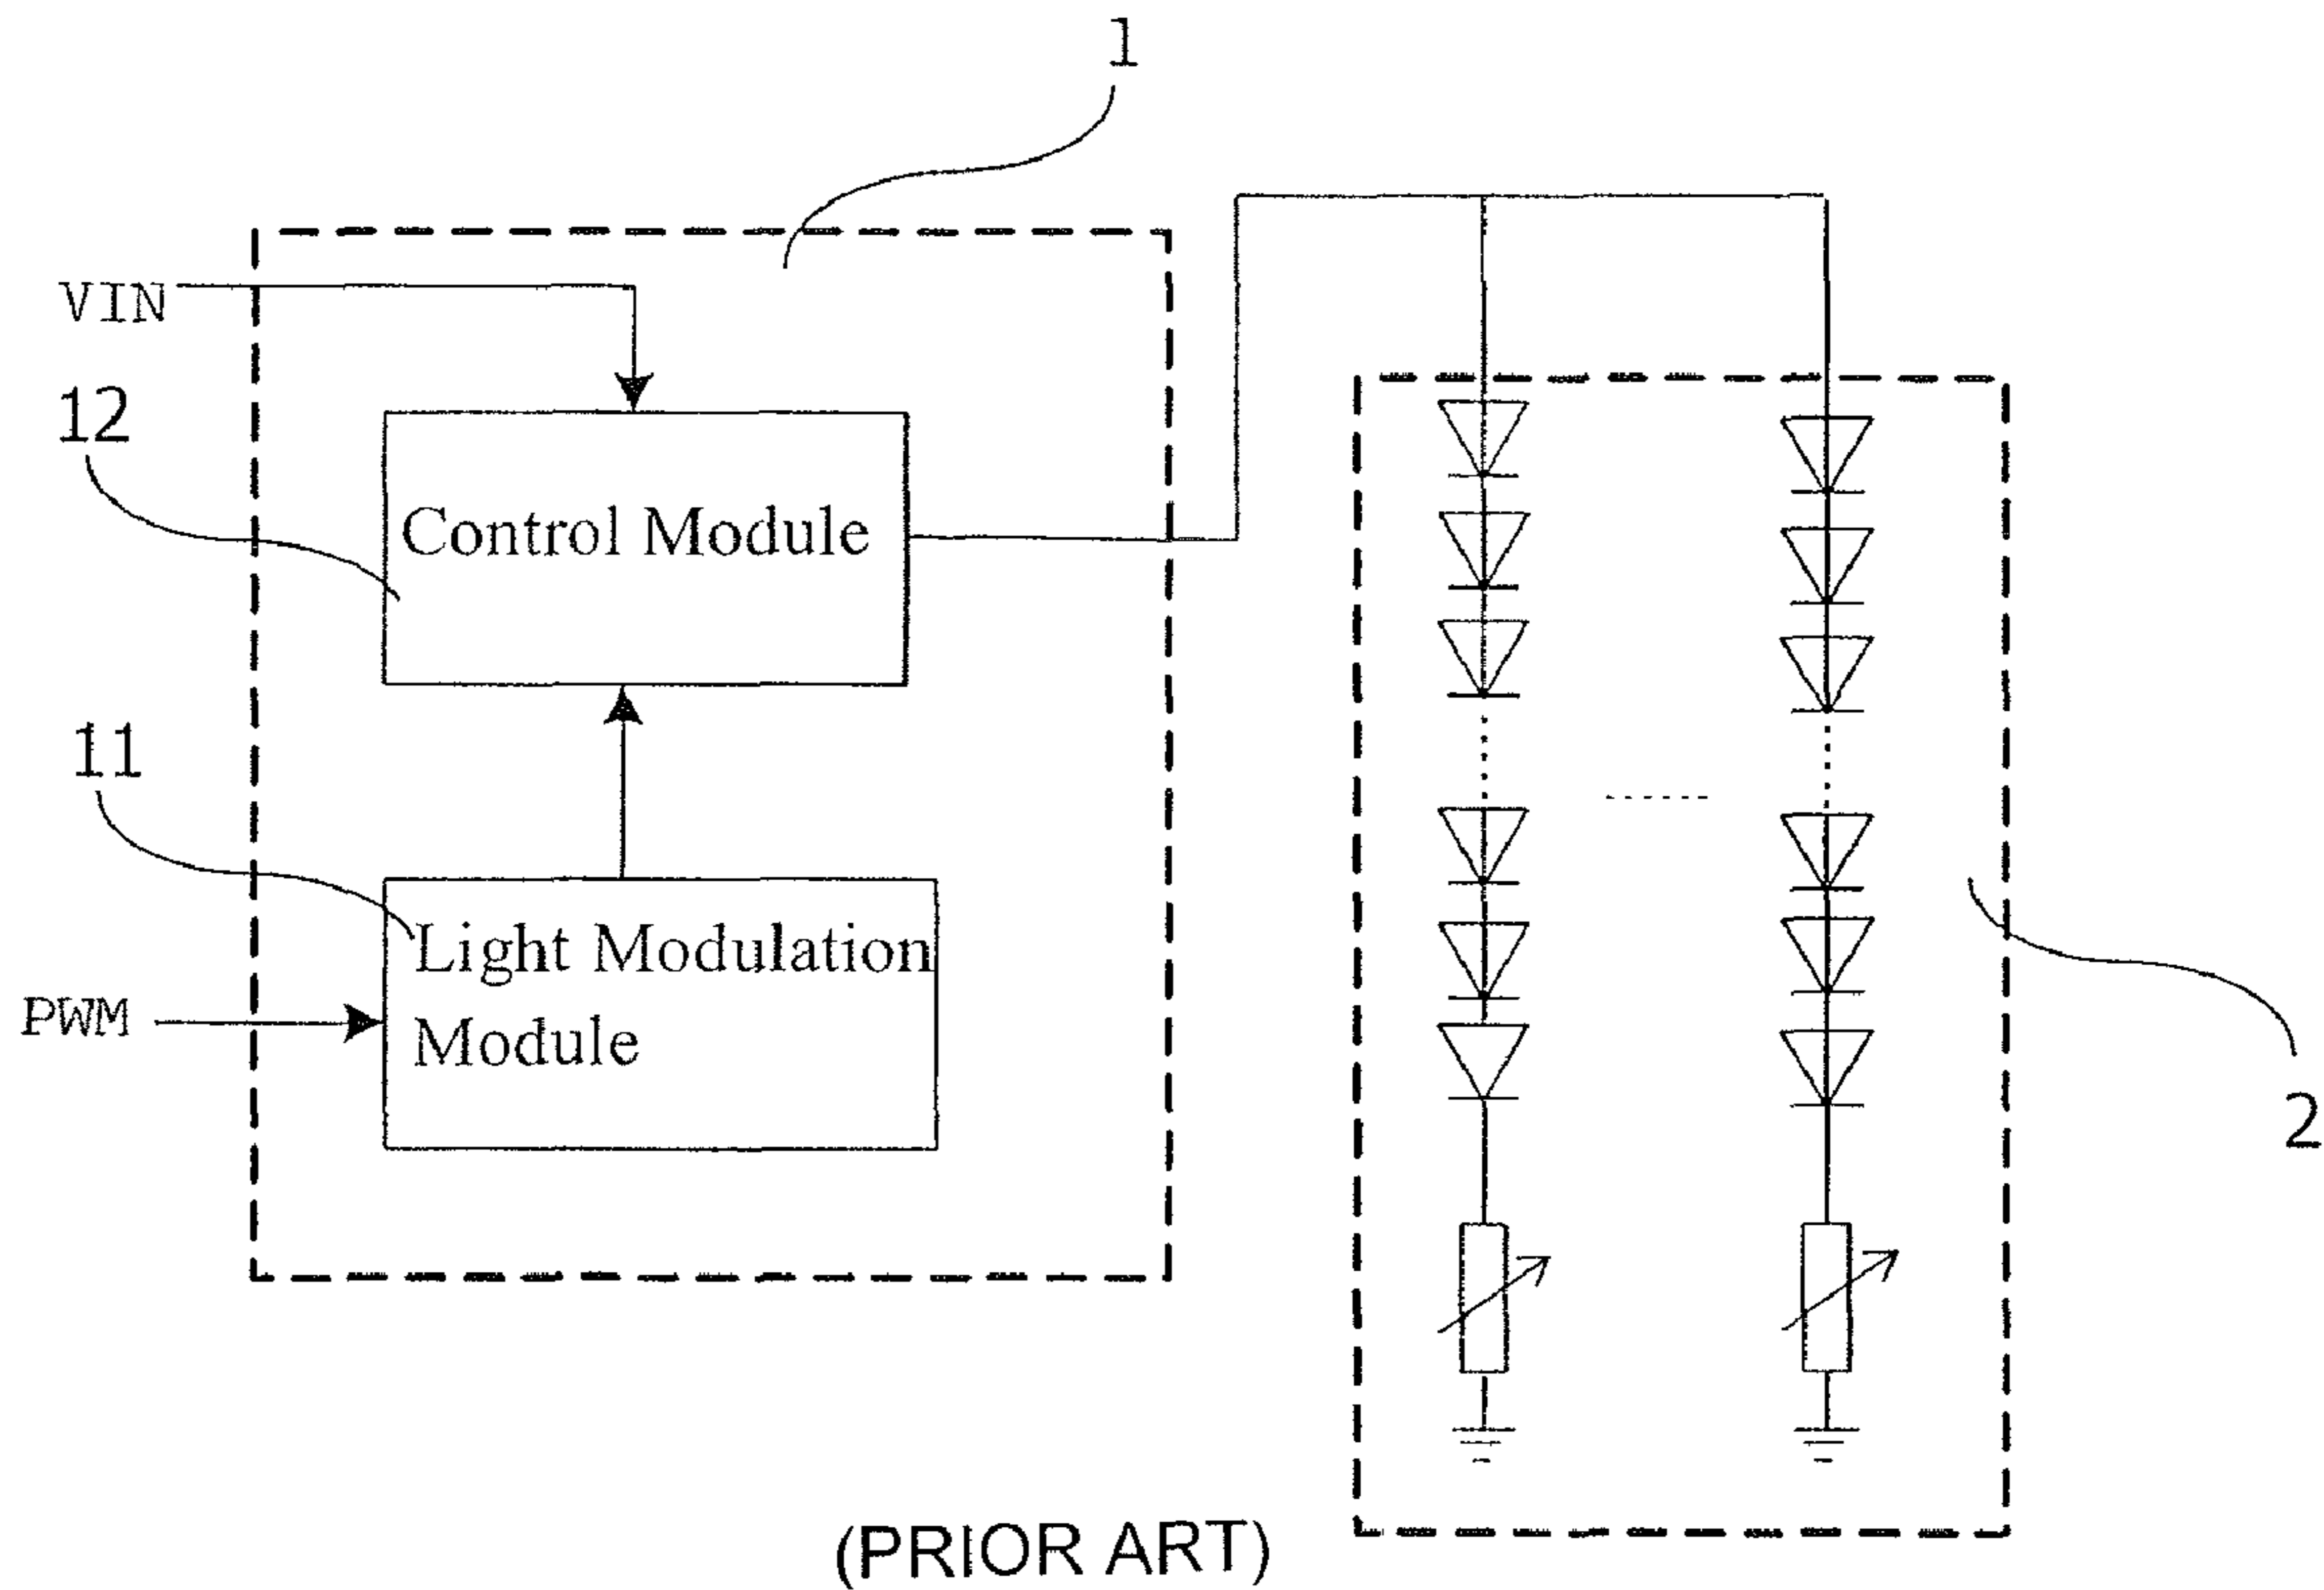 1
VIN
12
Control Module
11
Light Modulation
Module
PWM
2
(PRIOR ART)